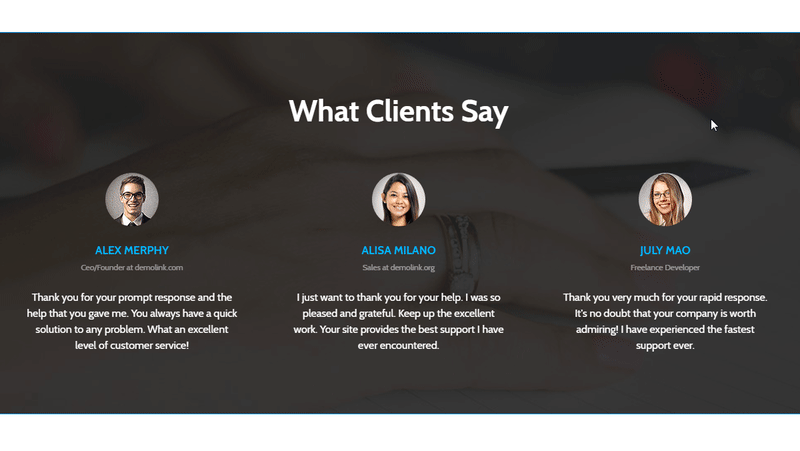 What Clients Say
ALEX MERPHY
Ceo/Founder at demolink.com
Thank you for your prompt response and the
help that you gave me. You always have a quick
solution to any problem. What an excellent
level of customer service!
ALISA MILANO
Sales at demolink.org
I just want to thank you for your help. I was so
pleased and grateful. Keep up the excellent
work. Your site provides the best support I have
ever encountered.
JULY MAO
Freelance Developer
Thank you very much for your rapid response.
It's no doubt that your company is worth
admiring! I have experienced the fastest
support ever.